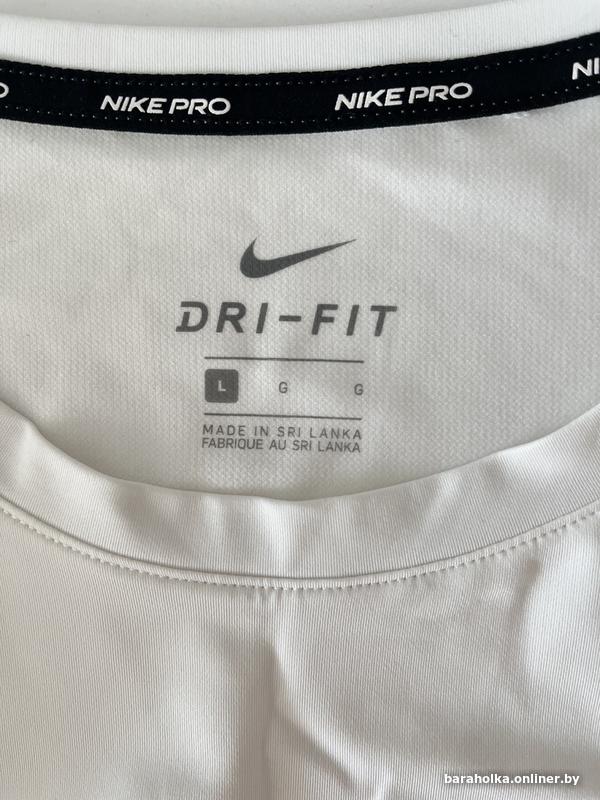 NIKE PRO NIKE PRO NI
DRI-FIT
L G G
MADE IN SRI LANKA
FABRIQUE AU SRI LANKA
baraholka.onliner.by